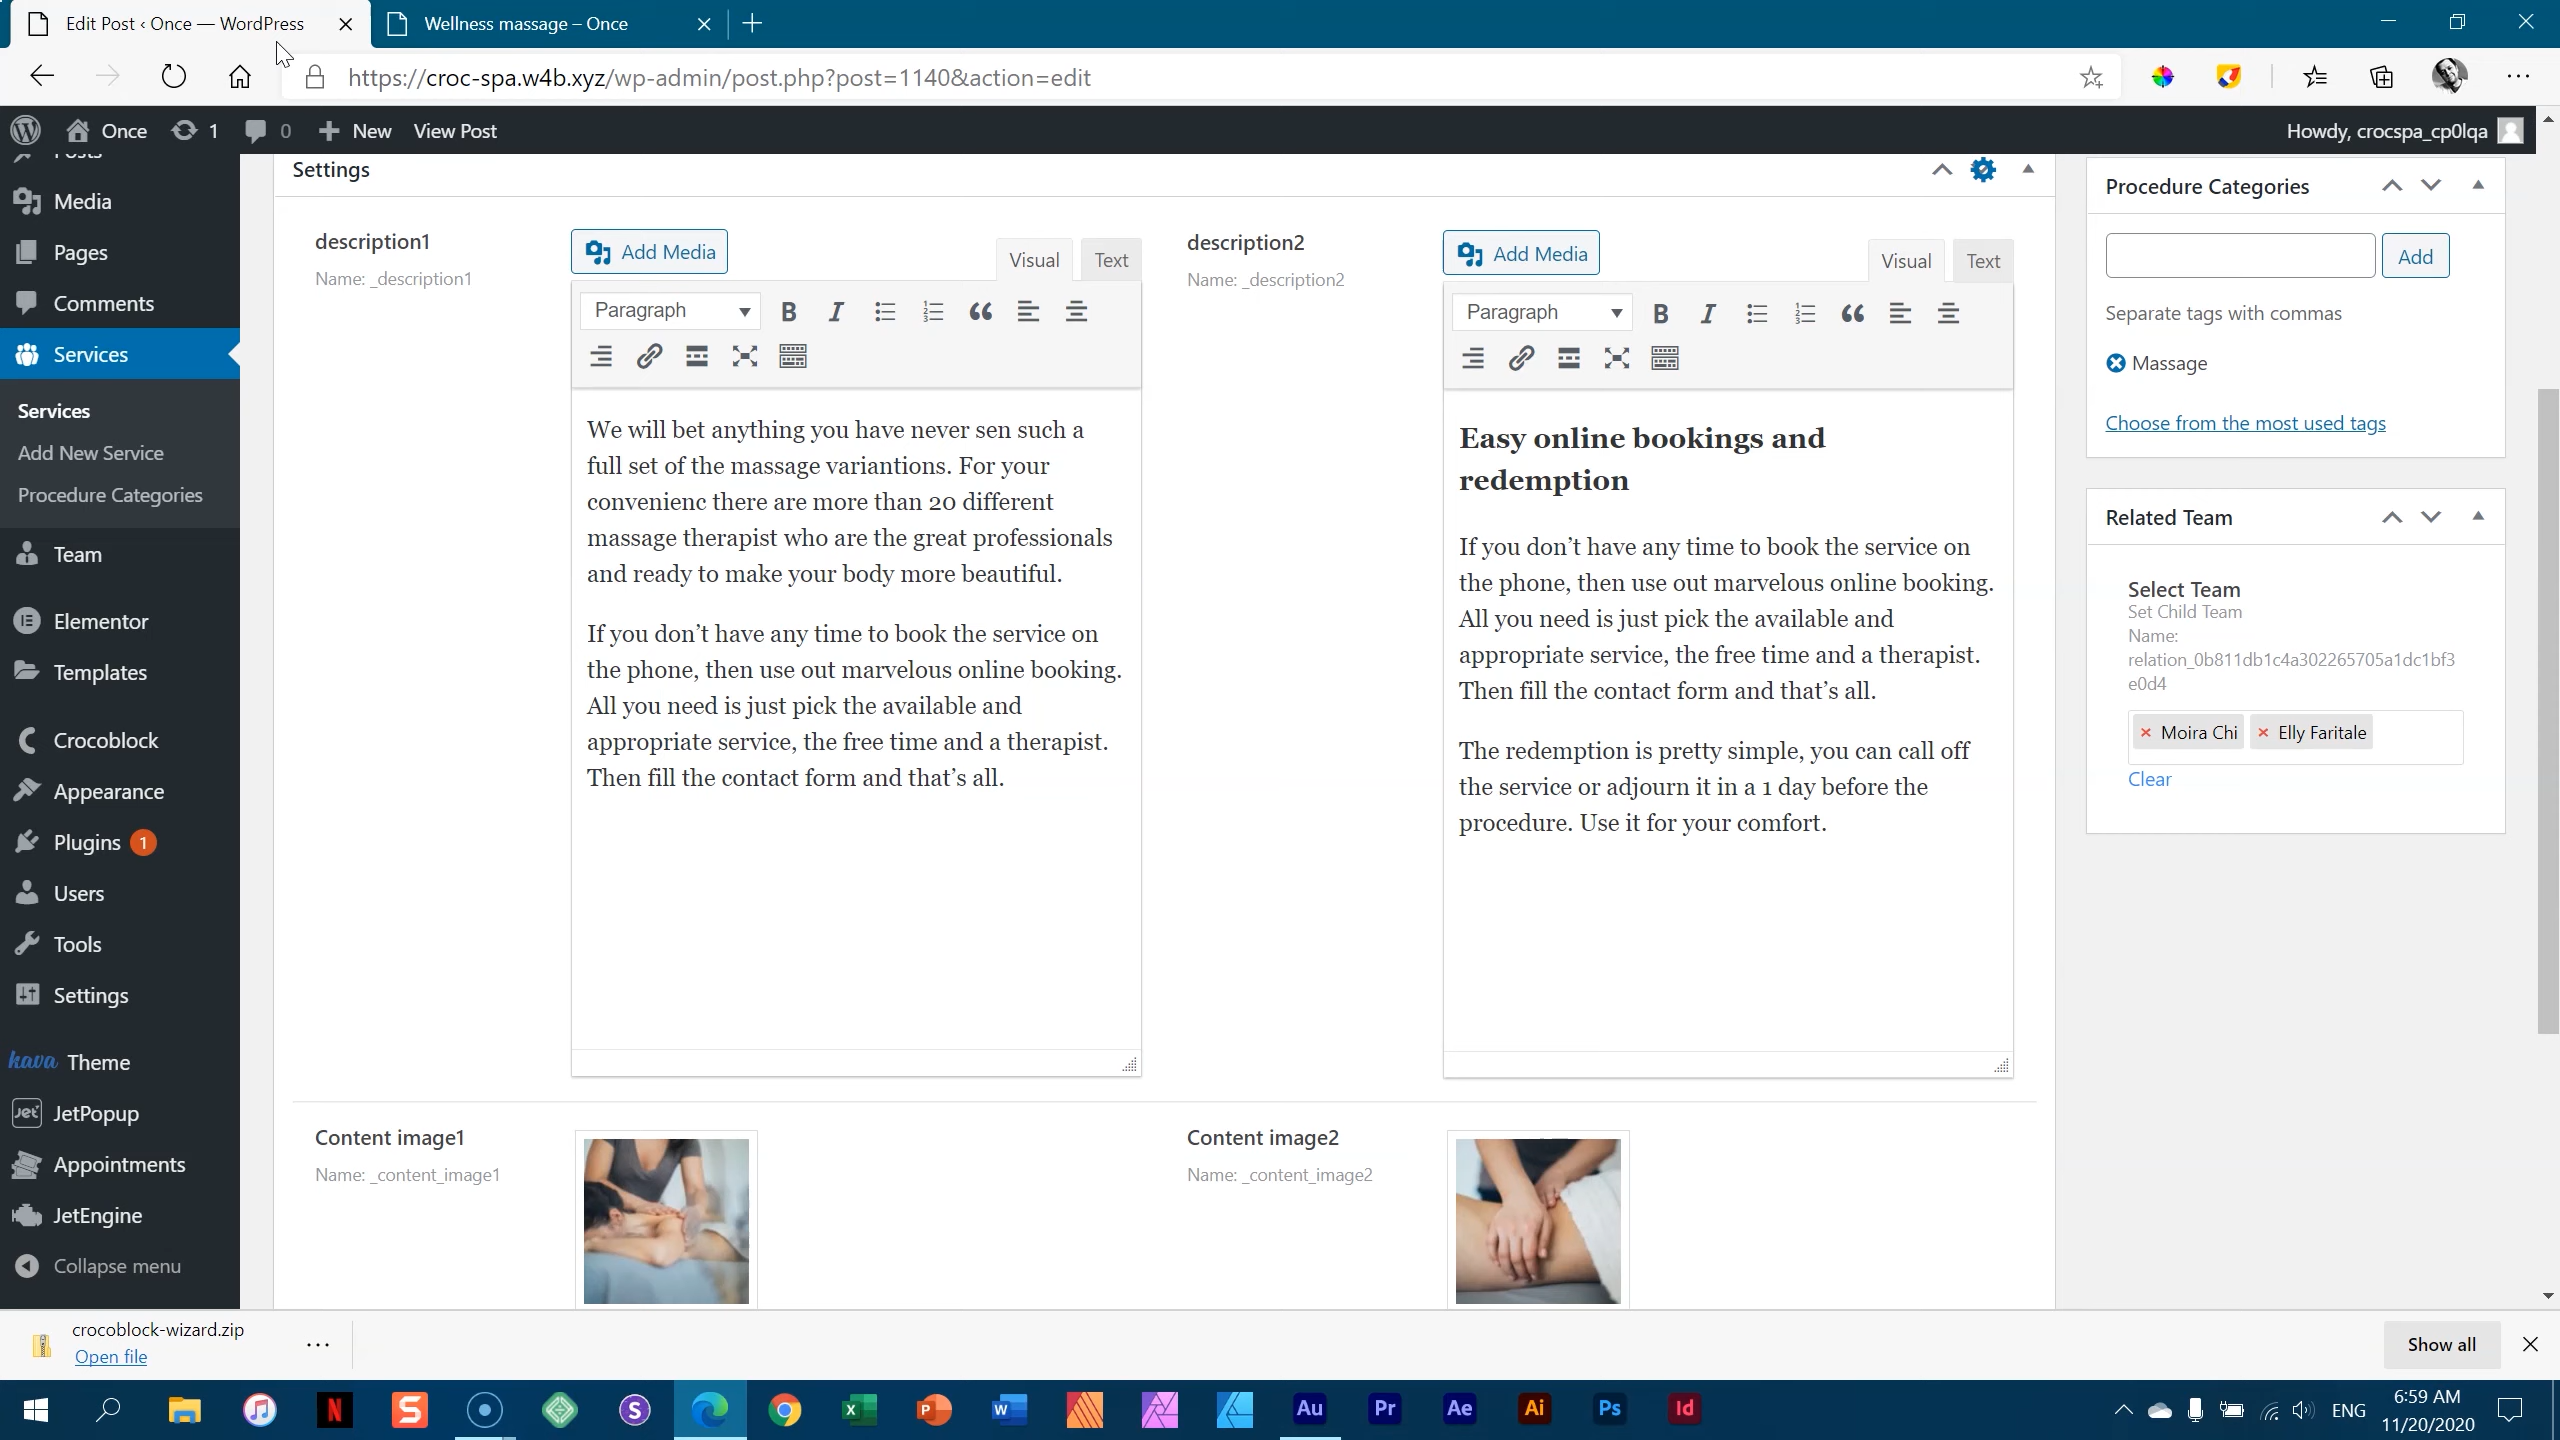 Edit Post ‹ Once — WordPress
Wellness massage – Once
https://croc-spa.w4b.xyz/wp-admin/post.php?post=1140&action=edit
Once
1
0
New
View Post
Howdy, crocspa_cp0lqa
Posts
Media
Pages
Comments
Services
Services
Add New Service
Procedure Categories
Team
Elementor
Templates
Crocoblock
Appearance
Plugins 1
Users
Tools
Settings
kava Theme
Jet JetPopup
Appointments
JetEngine
Collapse menu
Settings
description1
Name: _description1
Add Media
Visual
Text
Paragraph
We will bet anything you have never sen such a
full set of the massage variantions. For your
convenienc there are more than 20 different
massage therapist who are the great professionals
and ready to make your body more beautiful.
If you don’t have any time to book the service on
the phone, then use out marvelous online booking.
All you need is just pick the available and
appropriate service, the free time and a therapist.
Then fill the contact form and that’s all.
description2
Name: _description2
Add Media
Visual
Text
Paragraph
Easy online bookings and
redemption
If you don’t have any time to book the service on
the phone, then use out marvelous online booking.
All you need is just pick the available and
appropriate service, the free time and a therapist.
Then fill the contact form and that’s all.
The redemption is pretty simple, you can call off
the service or adjourn it in a 1 day before the
procedure. Use it for your comfort.
Content image1
Name: _content_image1
Content image2
Name: _content_image2
Procedure Categories
Add
Separate tags with commas
Massage
Choose from the most used tags
Related Team
Select Team
Set Child Team
Name:
relation_0b811db1c4a302265705a1dc1bf3
e0d4
× Moira Chi
× Elly Faritale
Clear
crocoblock-wizard.zip
Open file
Show all
N
S
S
X
P
W
Au
Pr
Ae
Ai
Ps
Id
ENG
6:59 AM
11/20/2020